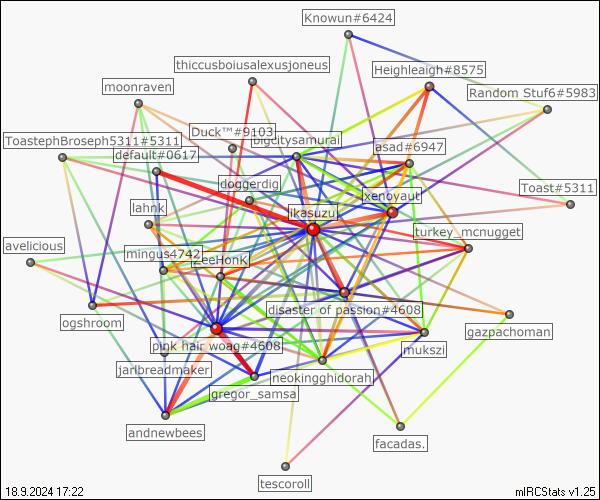 Knowun#6424
thiccusboiusalexusjoneus
Heighleaigh#8575
moonraven
Random Stuf6#5983
Duck™#9103
ToastephBroseph5311#5311
bigcitysamurai
asad#6947
default#0617
doggerdig
xenoyaut
Toast#5311
lahnk
ikasuzu
turkey_mcnugget
avelicious
mingus4742
ZeeHonk
disaster of passion#4608
ogshroom
gazpachoman
pink hair woag#4608
mukszi
jarlbreadmaker
neokingghidorah
gregor_samsa
andnewbees
facadas.
tescoroll
18.9.2024 17:22
mIRCStats v1.25